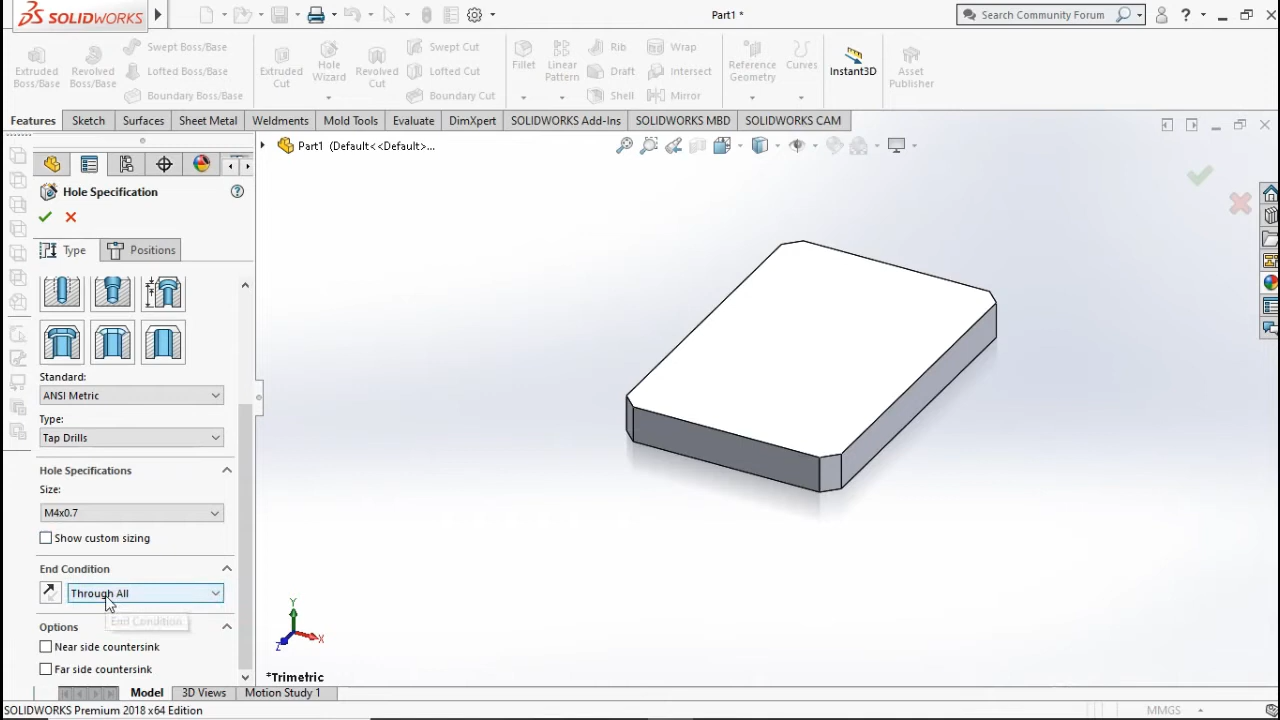 SOLIDWORKS
Part1 *
Search Community Forum
?
Extruded Boss/Base
Revolved Boss/Base
Swept Boss/Base
Lofted Boss/Base
Boundary Boss/Base
Extruded Cut
Hole Wizard
Revolved Cut
Swept Cut
Lofted Cut
Boundary Cut
Fillet
Linear Pattern
Rib
Draft
Shell
Wrap
Intersect
Mirror
Reference Geometry
Curves
Instant3D
Asset Publisher
Features
Sketch
Surfaces
Sheet Metal
Weldments
Mold Tools
Evaluate
DimXpert
SOLIDWORKS Add-Ins
SOLIDWORKS MBD
SOLIDWORKS CAM
Part1 (Default<<Default>...
Hole Specification
?
Type
Positions
Standard:
ANSI Metric
Type:
Tap Drills
Hole Specifications
Size:
M4x0.7
Show custom sizing
End Condition
Through All
End Condition
Options
Near side countersink
Far side countersink
Y
X
Z
*Trimetric
Model
3D Views
Motion Study 1
SOLIDWORKS Premium 2018 x64 Edition
MMGS